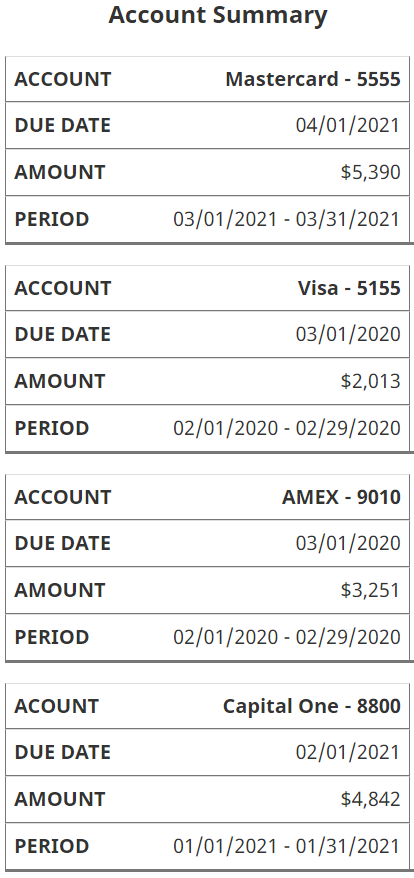 Account Summary
ACCOUNT Mastercard - 5555
DUE DATE 04/01/2021
AMOUNT $5,390
PERIOD 03/01/2021 - 03/31/2021
ACCOUNT Visa - 5155
DUE DATE 03/01/2020
AMOUNT $2,013
PERIOD 02/01/2020 - 02/29/2020
ACCOUNT AMEX - 9010
DUE DATE 03/01/2020
AMOUNT $3,251
PERIOD 02/01/2020 - 02/29/2020
ACOUNT Capital One - 8800
DUE DATE 02/01/2021
AMOUNT $4,842
PERIOD 01/01/2021 - 01/31/2021